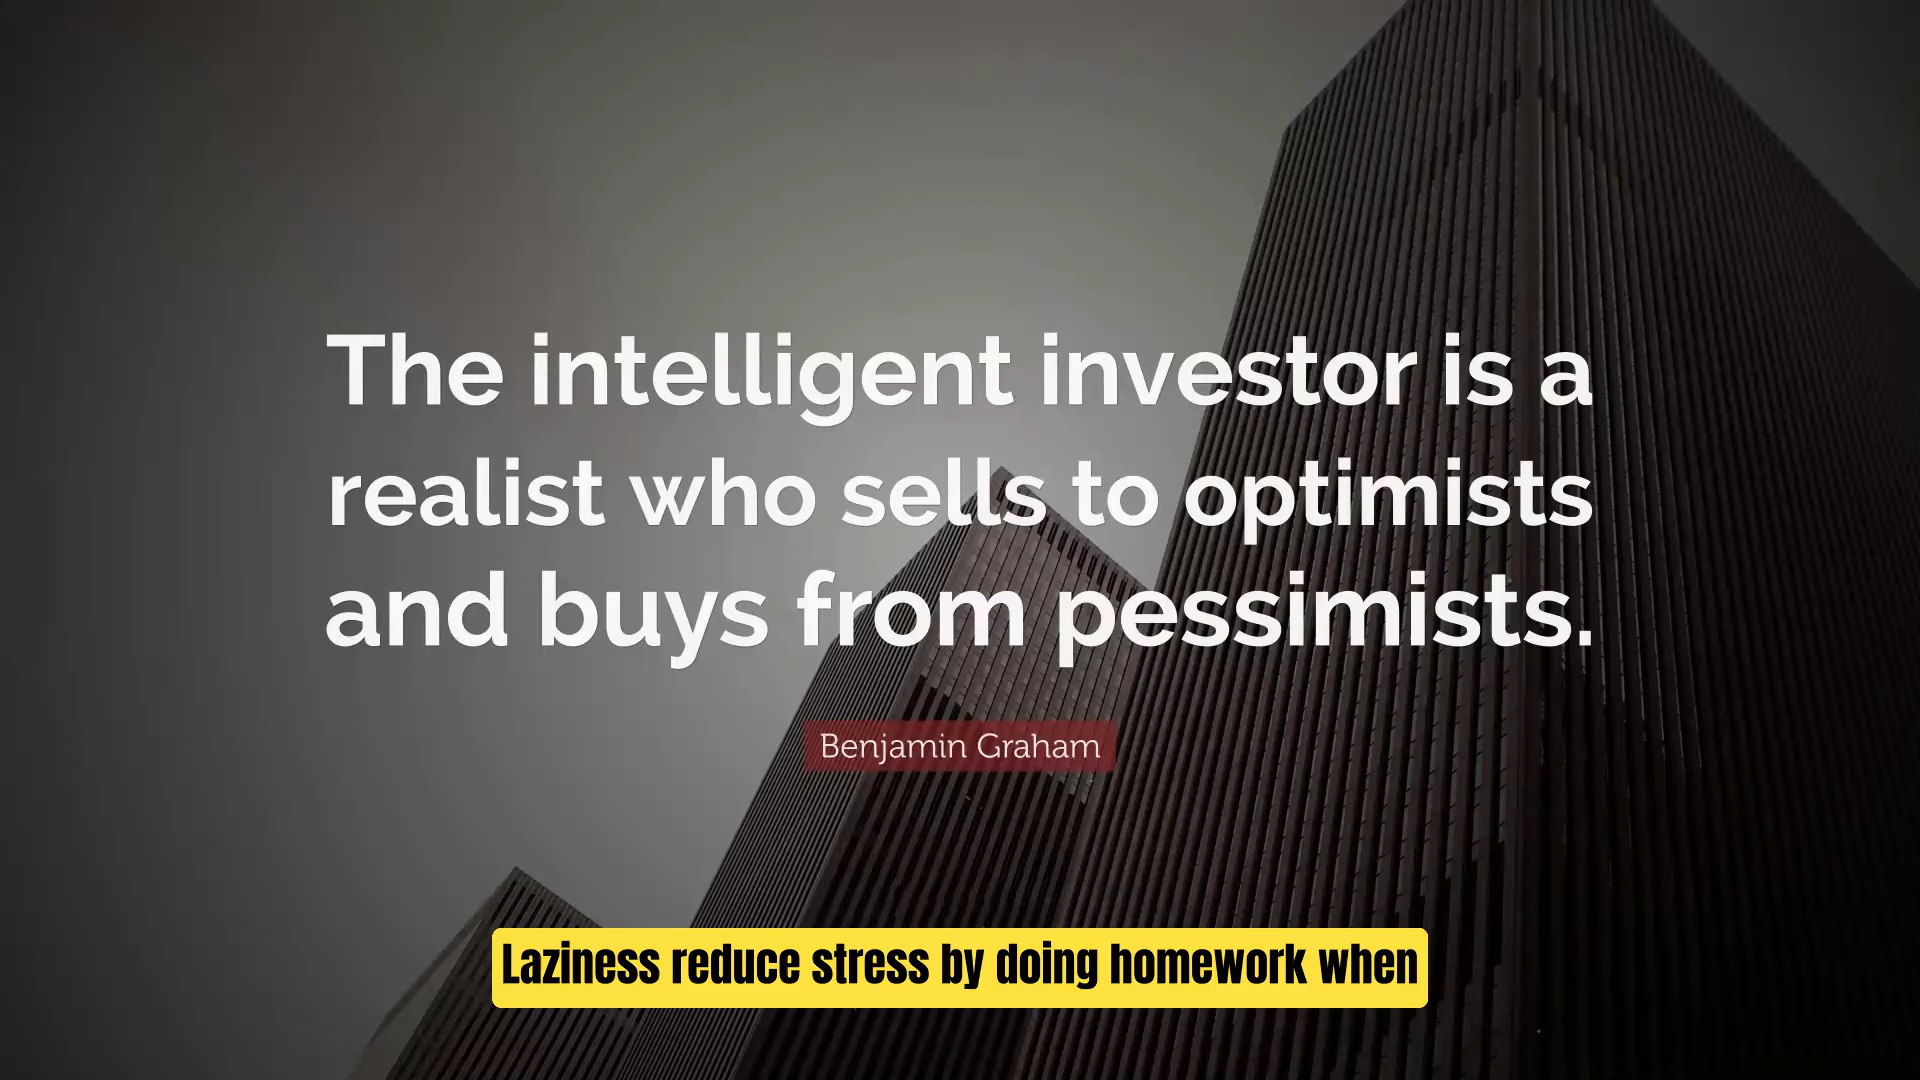 The intelligent investor is a
realist who sells to optimists
and buys from pessimists.
Benjamin Graham
Laziness reduce stress by doing homework when